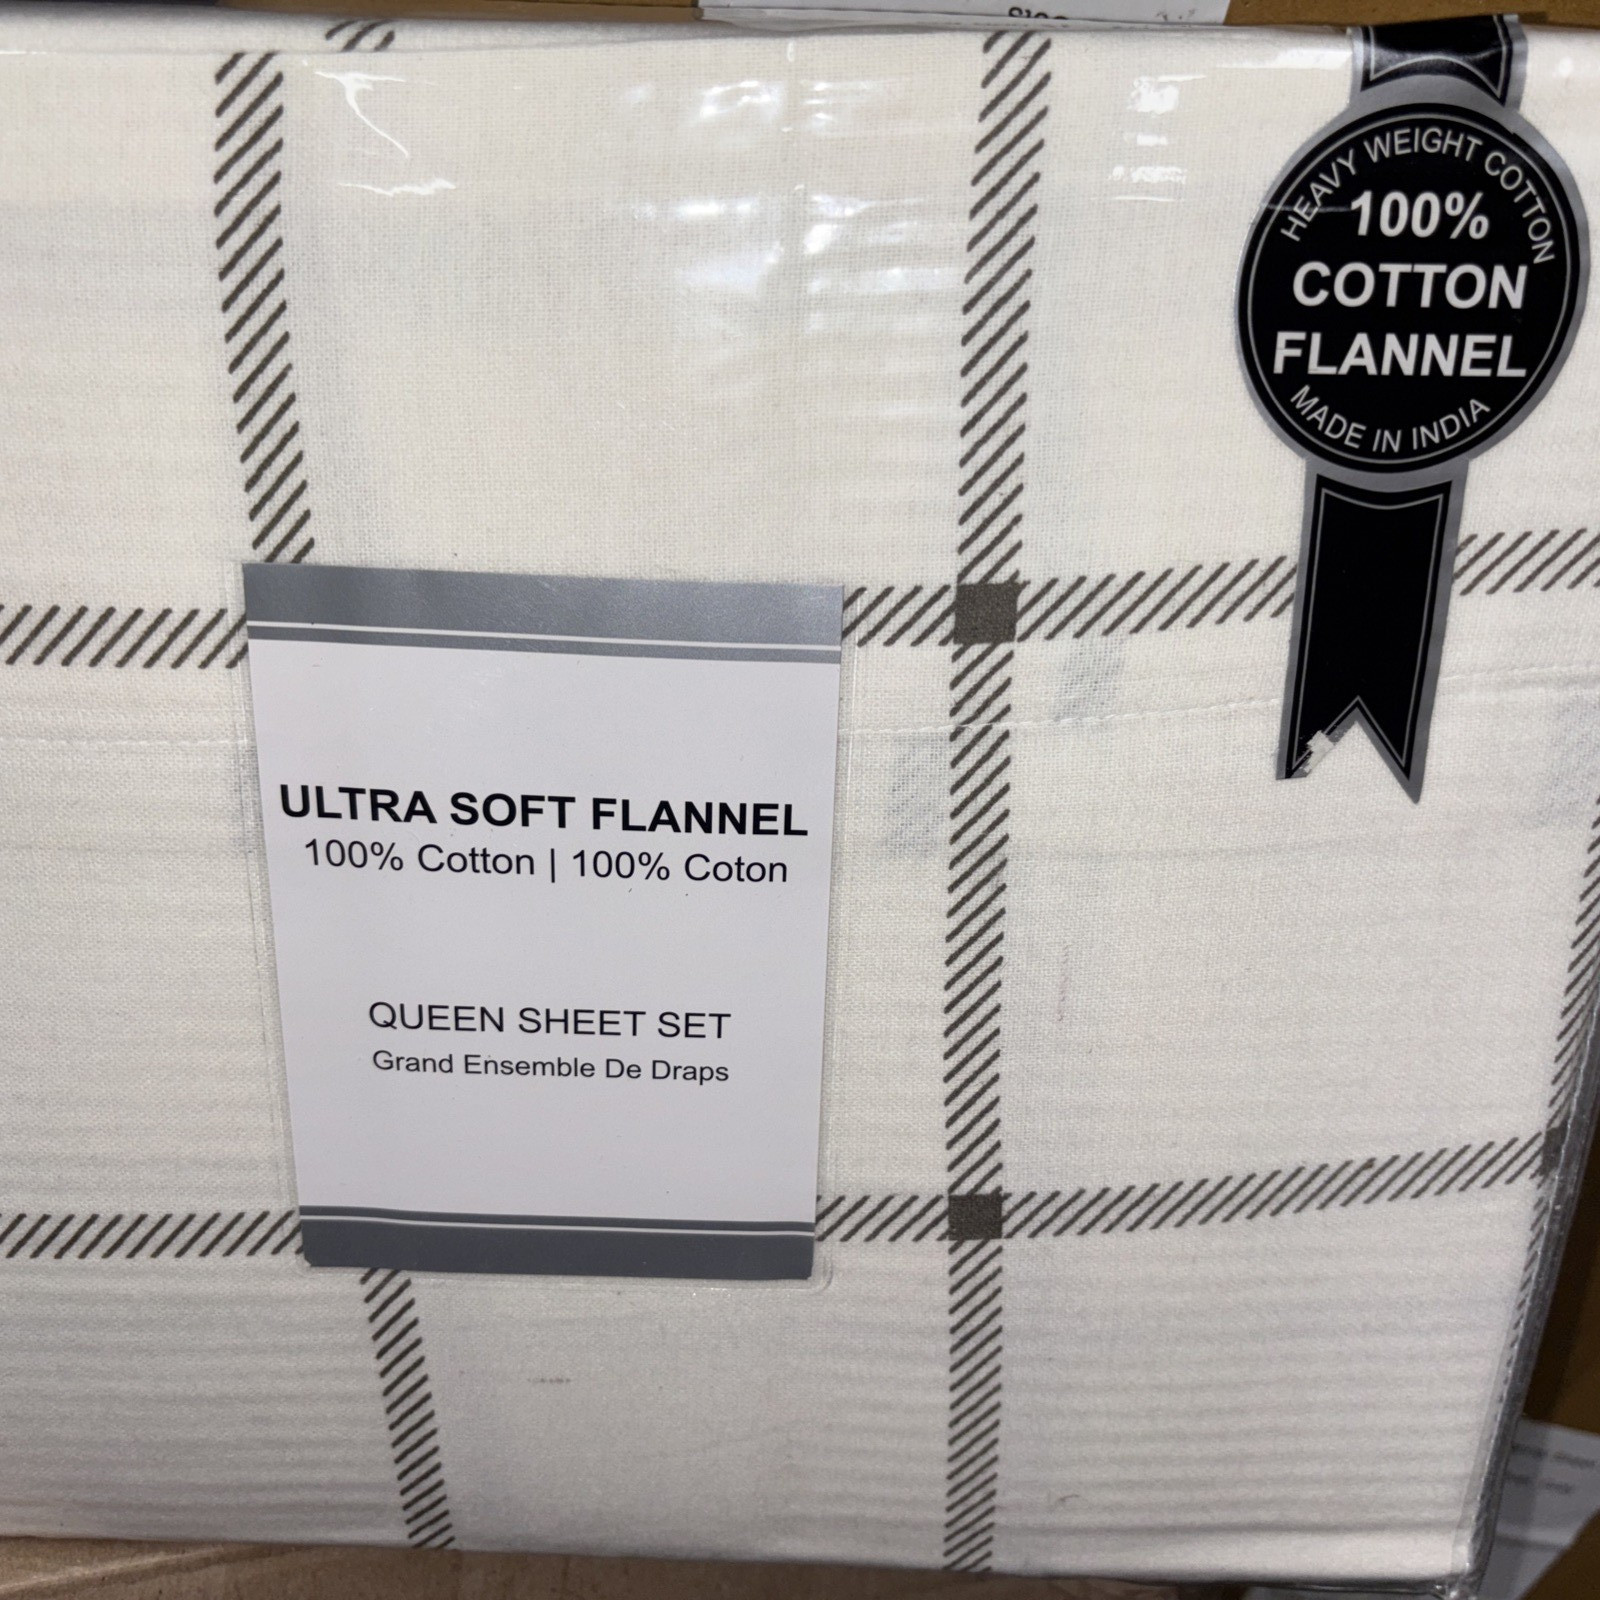 HEAVY WEIGHT COTTON
100%
COTTON
FLANNEL
MADE IN INDIA
ULTRA SOFT FLANNEL
100% Cotton | 100% Coton
QUEEN SHEET SET
Grand Ensemble De Draps